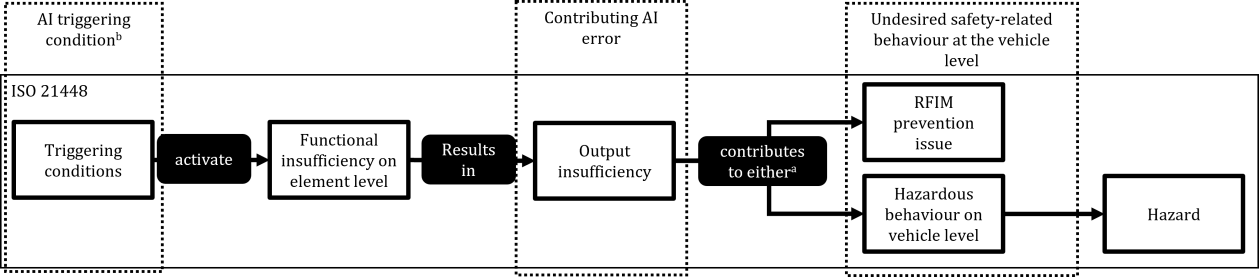 AI triggering
conditionᵇ
Contributing AI
error
Undesired safety-related
behaviour at the vehicle
level
ISO 21448
Triggering
conditions
activate
Functional
insufficiency on
element level
Results
in
Output
insufficiency
contributes
to eitherᵃ
RFIM
prevention
issue
Hazardous
behaviour on
vehicle level
Hazard